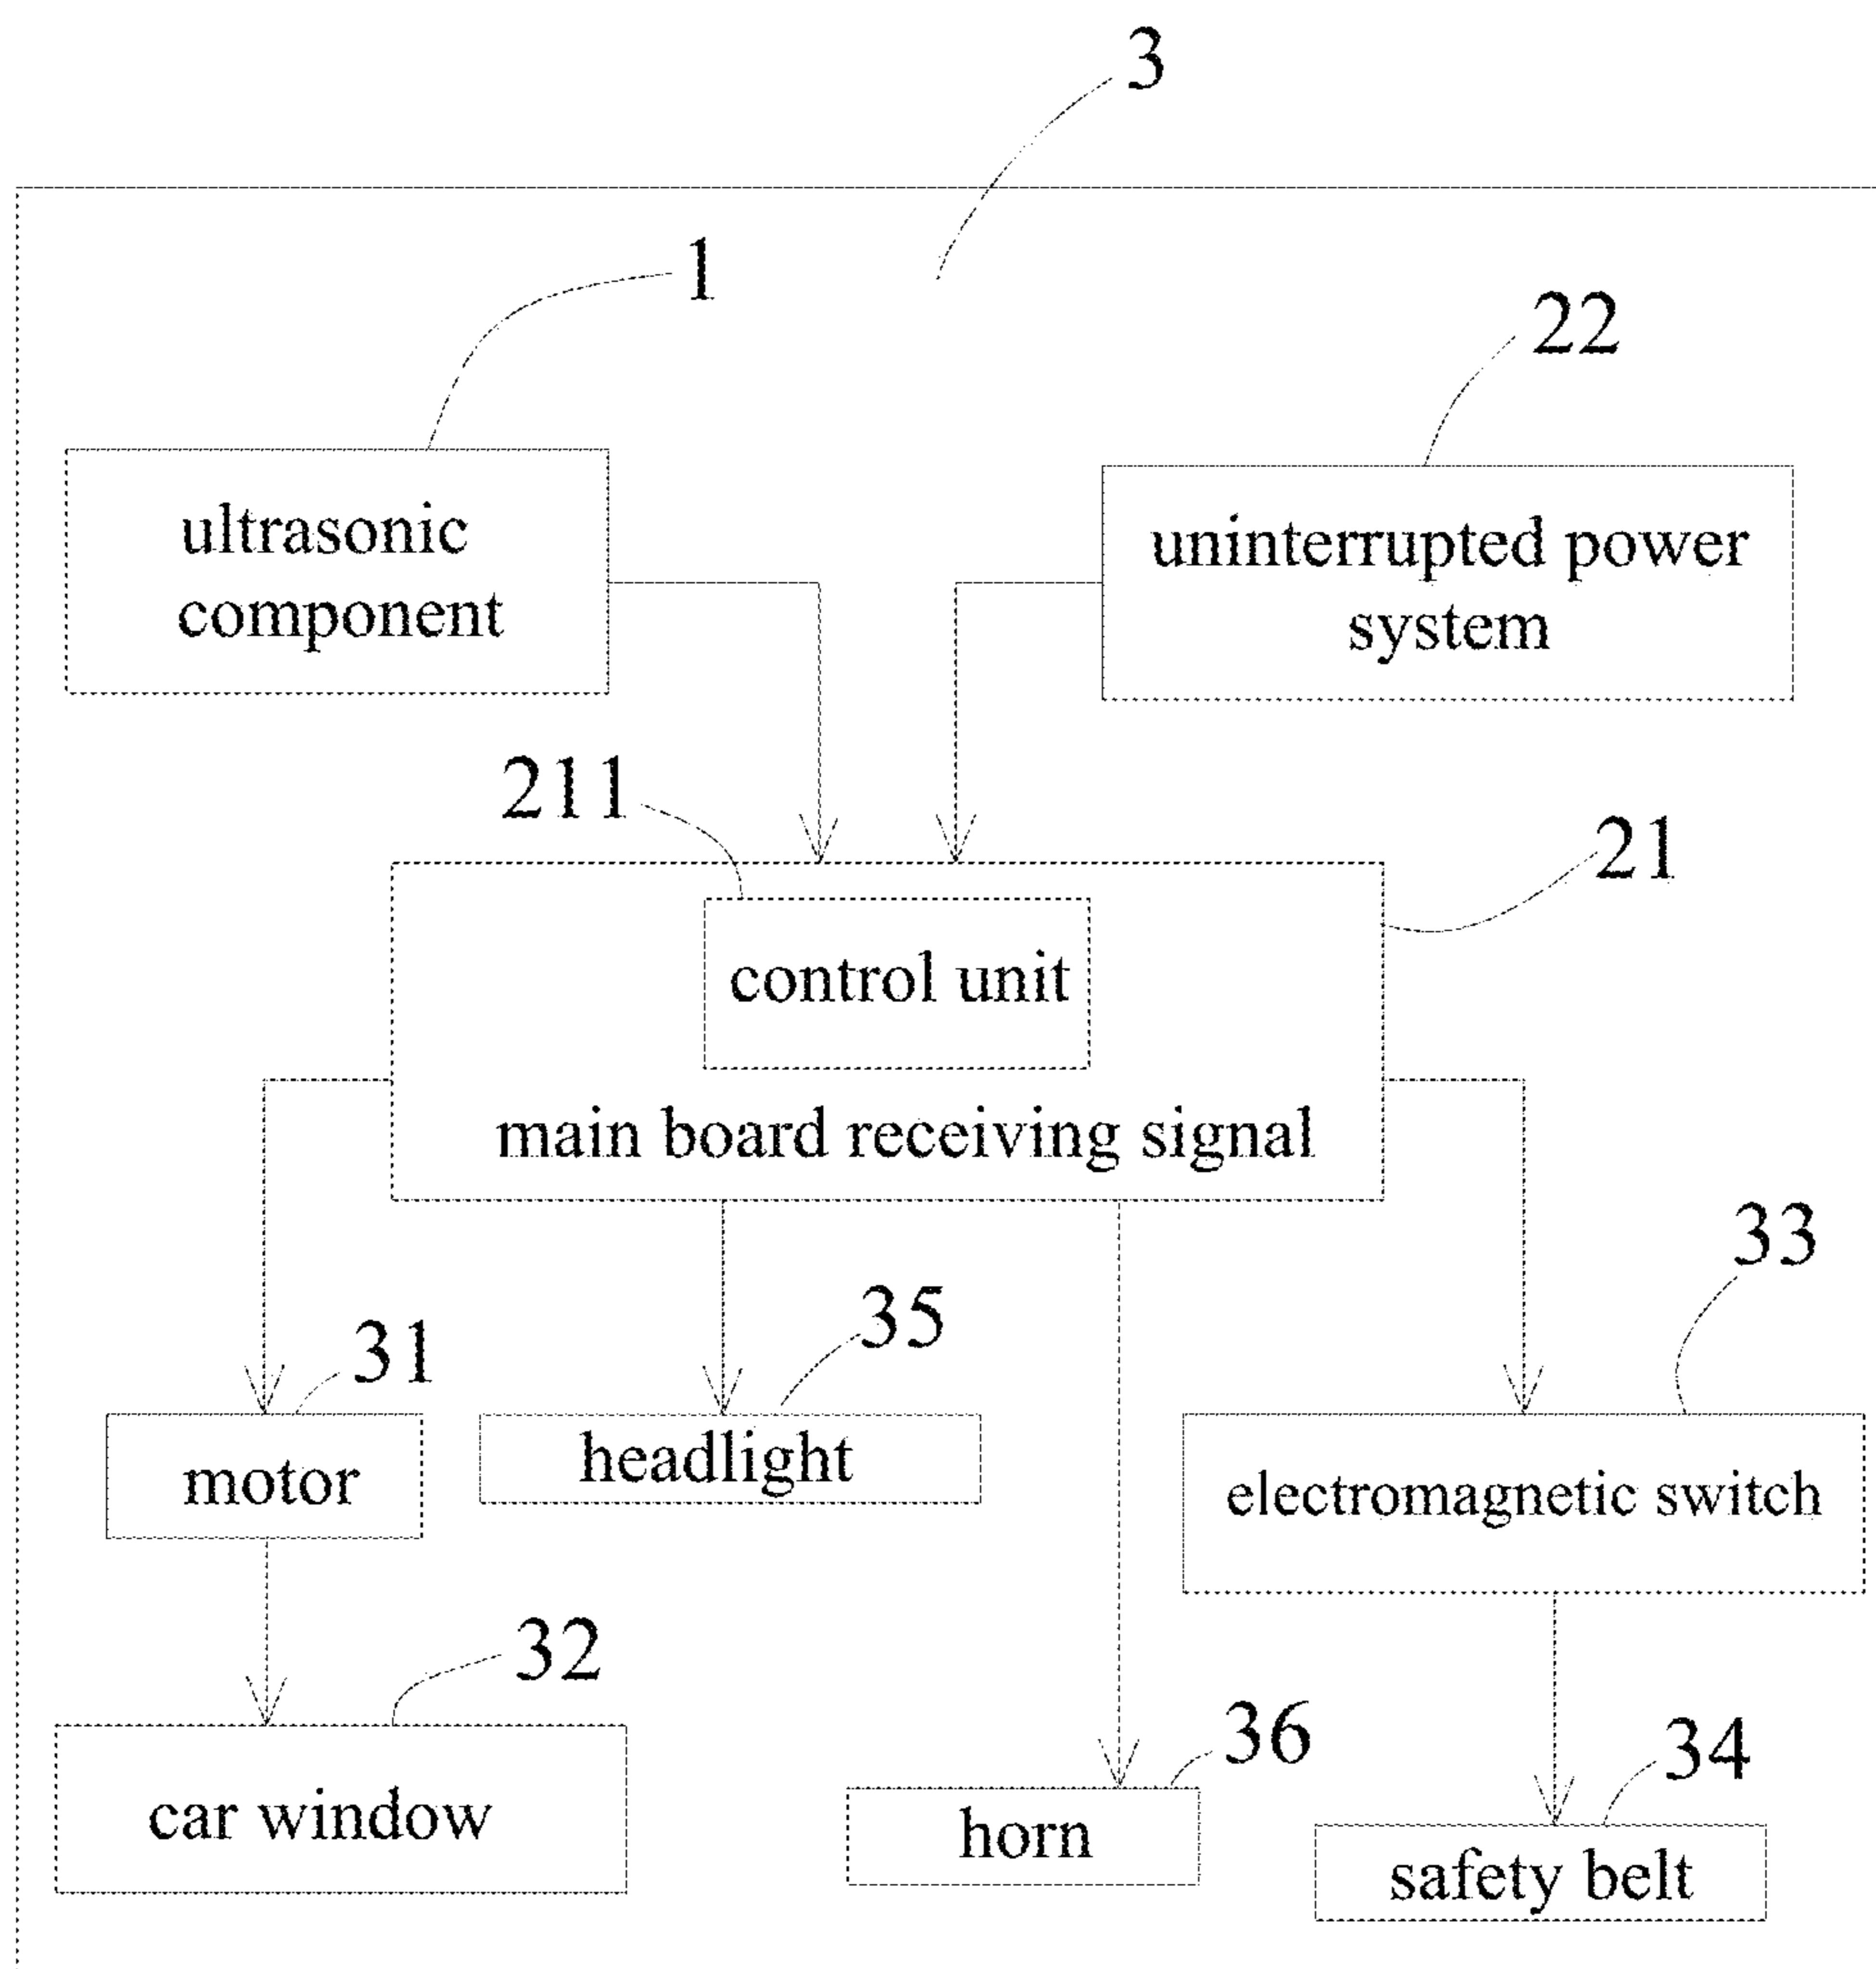 3
1
22
ultrasonic
component
uninterrupted power
system
211
21
control unit
main board receiving signal
33
35
31
motor
headlight
electromagnetic switch
32
36
34
car window
horn
safety belt